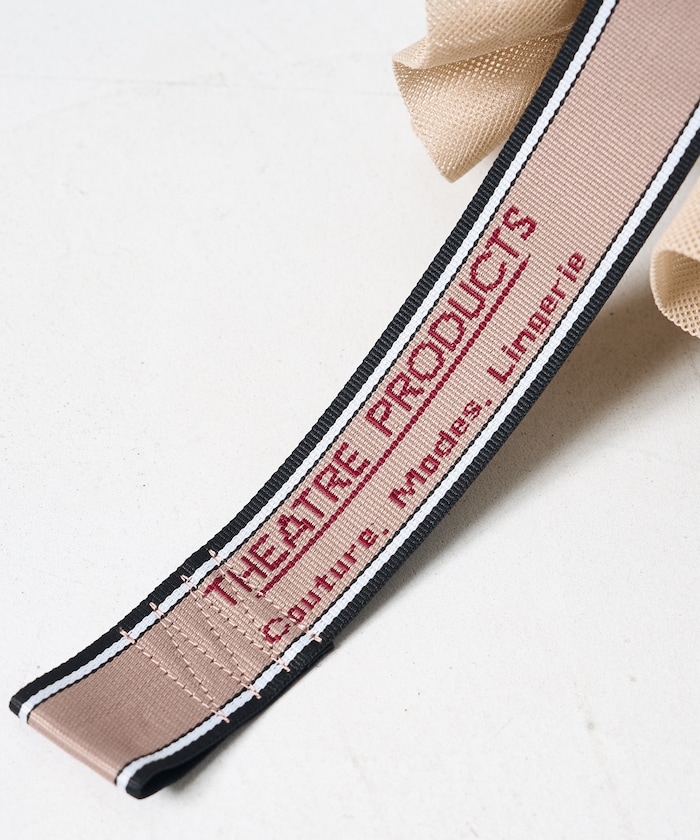 THEATRE PRODUCTS
Couture. Modes. Lingerie